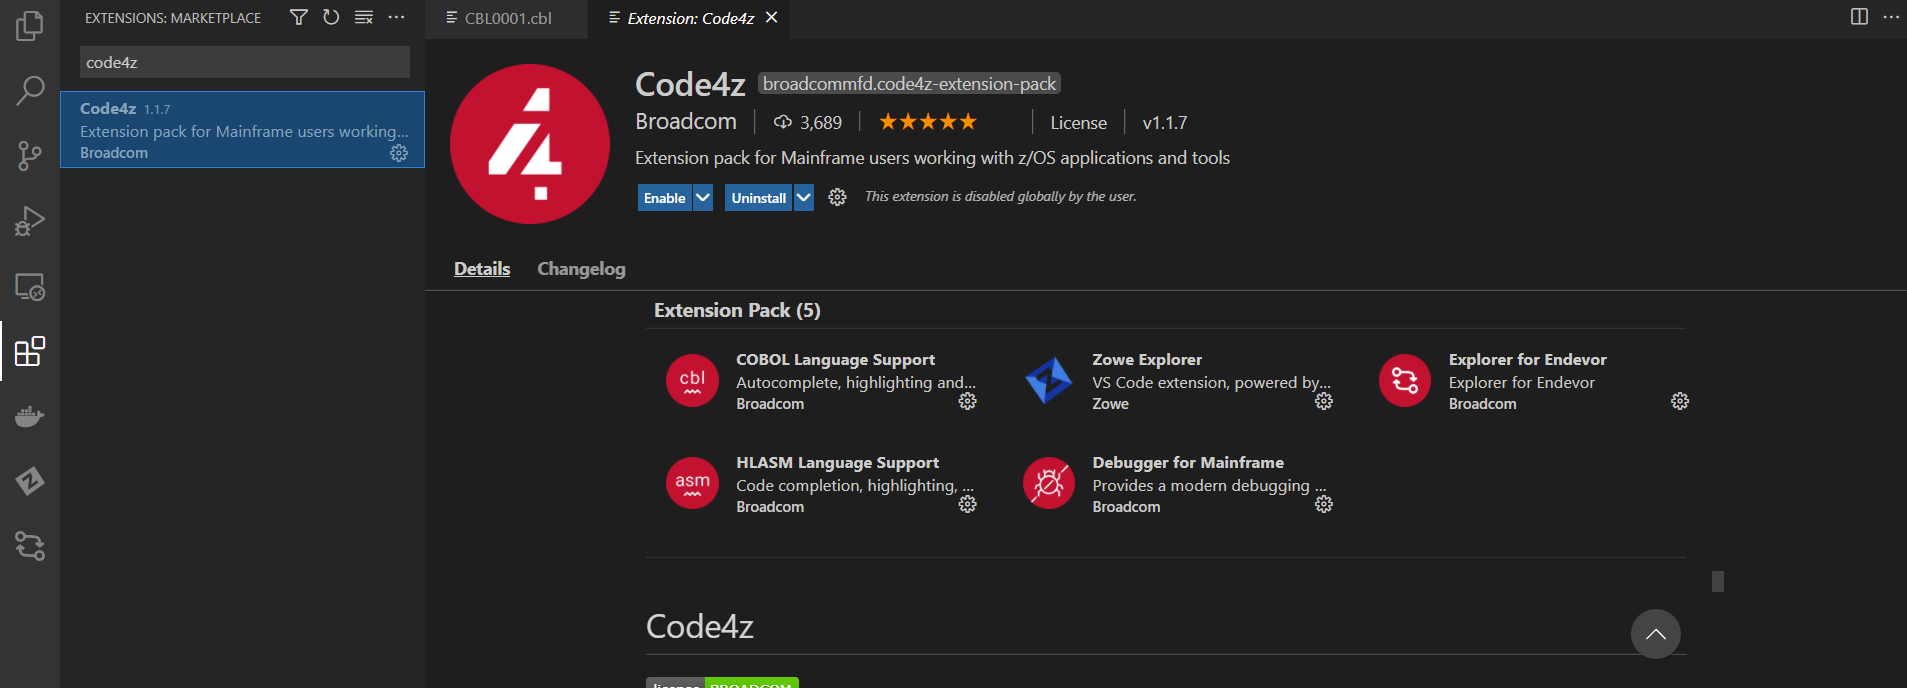 EXTENSIONS: MARKETPLACE
code4z
Code4z 1.1.7
Extension pack for Mainframe users working...
Broadcom
CBL0001.cbl
Extension: Code4z
Code4z broadcommfd.code4z-extension-pack
Broadcom 3,689 License v1.1.7
Extension pack for Mainframe users working with z/OS applications and tools
Enable Uninstall This extension is disabled globally by the user.
Details Changelog
Extension Pack (5)
cbl
COBOL Language Support
Autocomplete, highlighting and...
Broadcom
Zowe Explorer
VS Code extension, powered by...
Zowe
Explorer for Endevor
Explorer for Endevor
Broadcom
asm
HLASM Language Support
Code completion, highlighting, ...
Broadcom
Debugger for Mainframe
Provides a modern debugging ...
Broadcom
Code4z
license BROADCOM